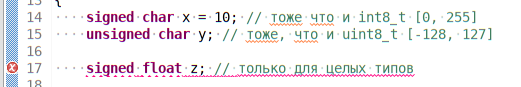 13 {
14 ····signed·char·x·=·10;·//·тоже·что·и·int8_t·[0,·255]
15 ····unsigned·char·y;·//·тоже,·что·и·uint8_t·[-128,·127]
16
17 ····signed·float·z;·//·только·для·целых·типов
18